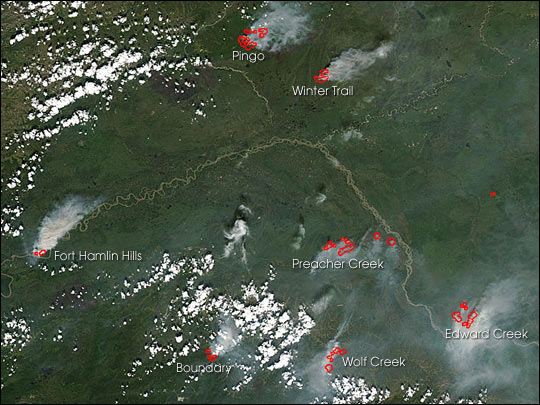 Pingo
Winter Trail
Fort Hamlin Hills
Preacher Creek
Edward Creek
Boundary
Wolf Creek